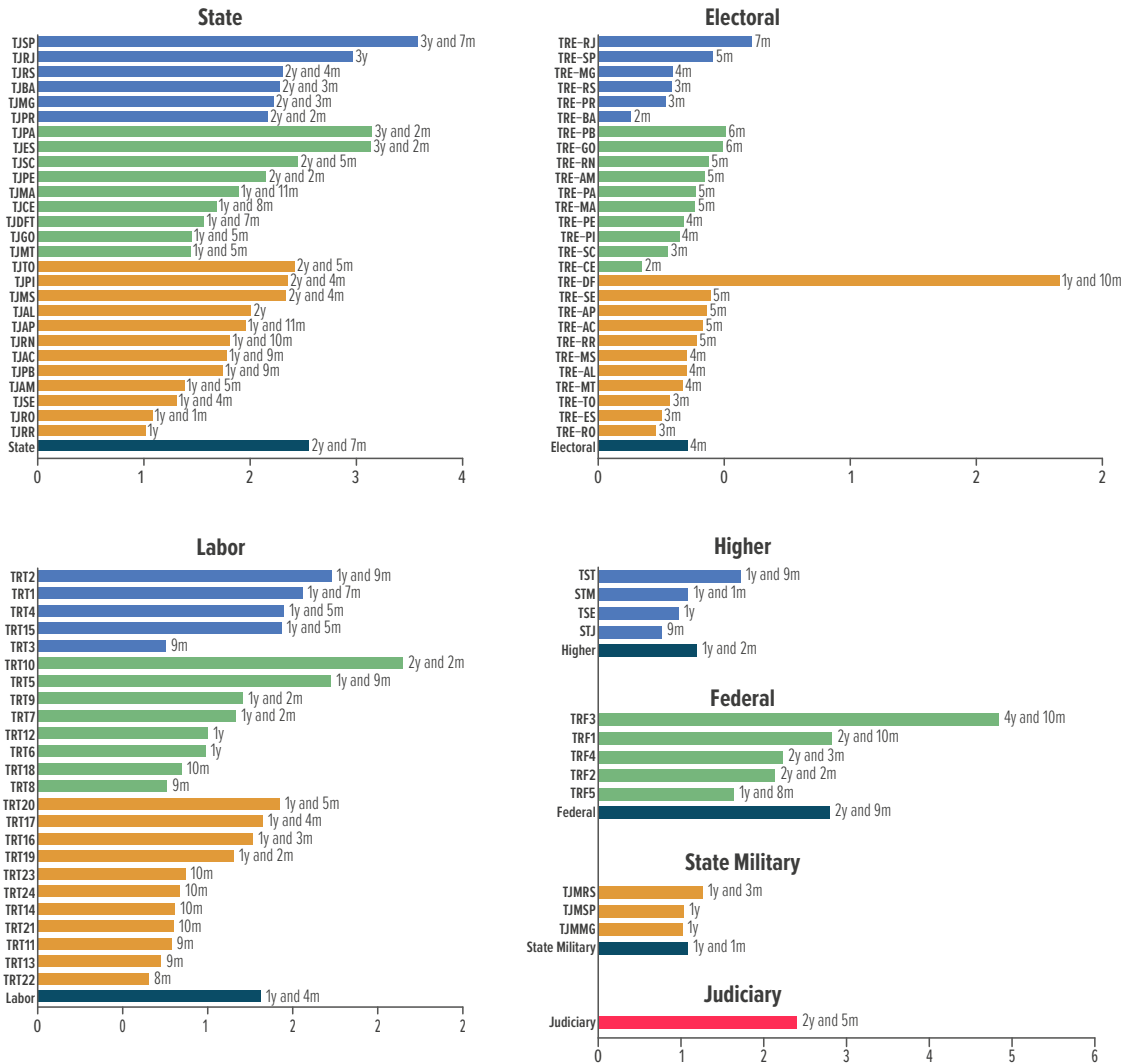 State
TJSP 3y and 7m
TJRJ 3y
TJRS 2y and 4m
TJBA 2y and 3m
TJMG 2y and 3m
TJPR 2y and 2m
TJPA 3y and 2m
TJES 3y and 2m
TJSC 2y and 5m
TJPE 2y and 2m
TJMA 1y and 11m
TJCE 1y and 8m
TJDFT 1y and 7m
TJGO 1y and 5m
TJMT 1y and 5m
TJTO 2y and 5m
TJPI 2y and 4m
TJMS 2y and 4m
TJAL 2y
TJAP 1y and 11m
TJRN 1y and 10m
TJAC 1y and 9m
TJPB 1y and 9m
TJAM 1y and 5m
TJSE 1y and 4m
TJRO 1y and 1m
TJRR 1y
State 2y and 7m
0 1 2 3 4
Electoral
TRE-RJ 7m
TRE-SP 5m
TRE-MG 4m
TRE-RS 3m
TRE-PR 3m
TRE-BA 2m
TRE-PB 6m
TRE-GO 6m
TRE-RN 5m
TRE-AM 5m
TRE-PA 5m
TRE-MA 5m
TRE-PE 4m
TRE-PI 4m
TRE-SC 3m
TRE-CE 2m
TRE-DF 1y and 10m
TRE-SE 5m
TRE-AP 5m
TRE-AC 5m
TRE-RR 5m
TRE-MS 4m
TRE-AL 4m
TRE-MT 4m
TRE-TO 3m
TRE-ES 3m
TRE-RO 3m
Electoral 4m
0 0 1 2 2
Labor
TRT2 1y and 9m
TRT1 1y and 7m
TRT4 1y and 5m
TRT15 1y and 5m
TRT3 9m
TRT10 2y and 2m
TRT5 1y and 9m
TRT9 1y and 2m
TRT7 1y and 2m
TRT12 1y
TRT6 1y
TRT18 10m
TRT8 9m
TRT20 1y and 5m
TRT17 1y and 4m
TRT16 1y and 3m
TRT19 1y and 2m
TRT23 10m
TRT24 10m
TRT14 10m
TRT21 10m
TRT11 9m
TRT13 9m
TRT22 8m
Labor 1y and 4m
0 0 1 2 2 2
Higher
TST 1y and 9m
STM 1y and 1m
TSE 1y
STJ 9m
Higher 1y and 2m
Federal
TRF3 4y and 10m
TRF1 2y and 10m
TRF4 2y and 3m
TRF2 2y and 2m
TRF5 1y and 8m
Federal 2y and 9m
State Military
TJMRS 1y and 3m
TJMSP 1y
TJMMG 1y
State Military 1y and 1m
Judiciary
Judiciary 2y and 5m
0 1 2 3 4 5 6